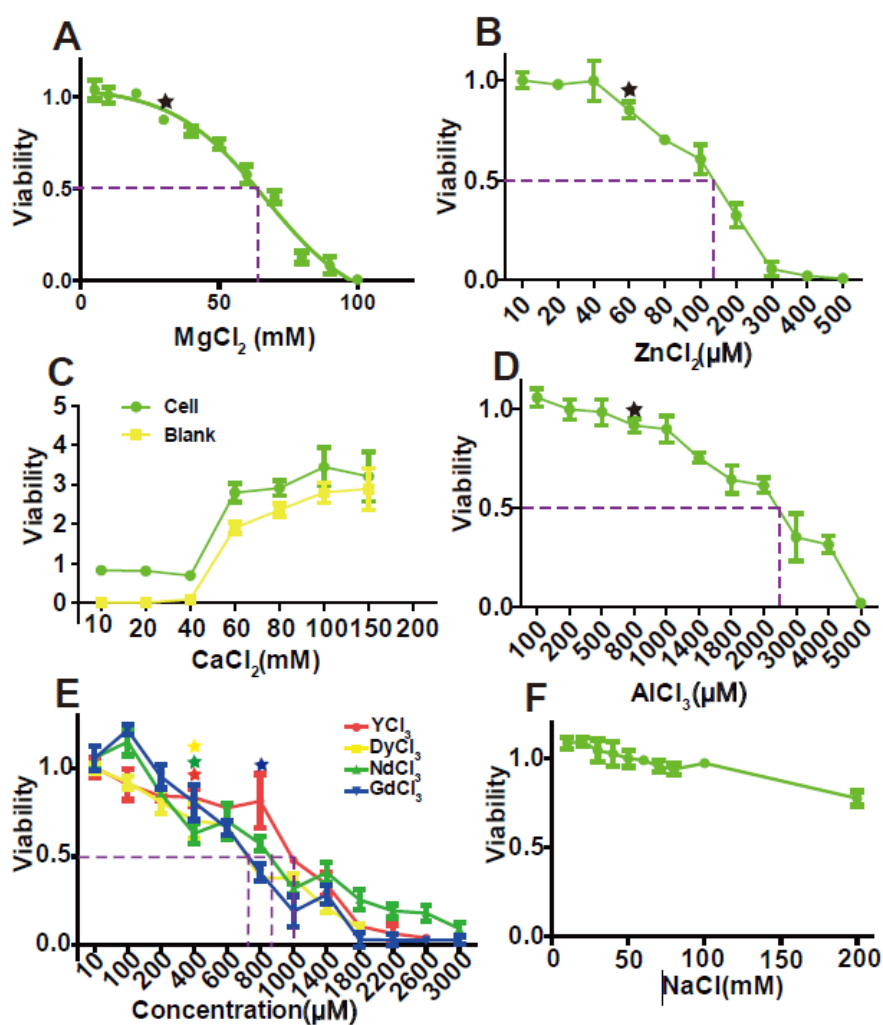 A
Viability
1.0
0.5
0.0
0 50 100
MgCl2 (mM)
B
Viability
1.0
0.5
0.0
10 20 40 60 80 100 200 300 400 500
ZnCl2(μM)
C
Viability
5
4
3
2
1
0
Cell
Blank
10 20 40 60 80 100 150 200
CaCl2(mM)
D
Viability
1.0
0.5
0.0
100 200 500 800 1000 1400 1800 2000 3000 4000 5000
AlCl3(μM)
E
Viability
1.0
0.5
0.0
YCl3
DyCl3
NdCl3
GdCl3
10 100 200 400 600 800 1000 1400 1800 2200 2600 3000
Concentration(μM)
F
Viability
1.0
0.5
0.0
0 50 100 150 200
NaCl(mM)